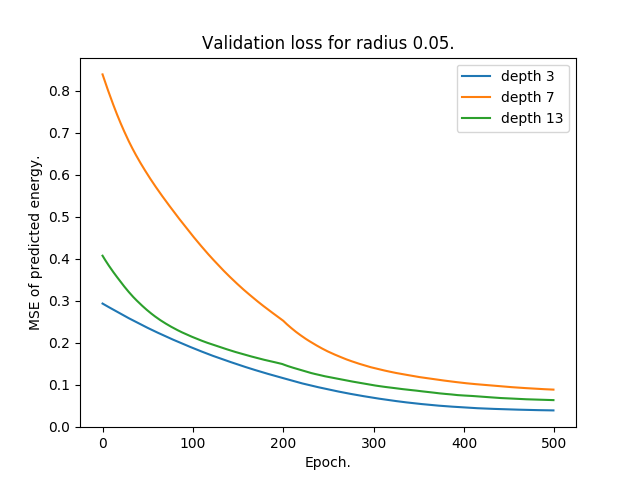 Validation loss for radius 0.05.
depth 3
depth 7
depth 13
MSE of predicted energy.
0.8
0.7
0.6
0.5
0.4
0.3
0.2
0.1
0.0
0 100 200 300 400 500
Epoch.